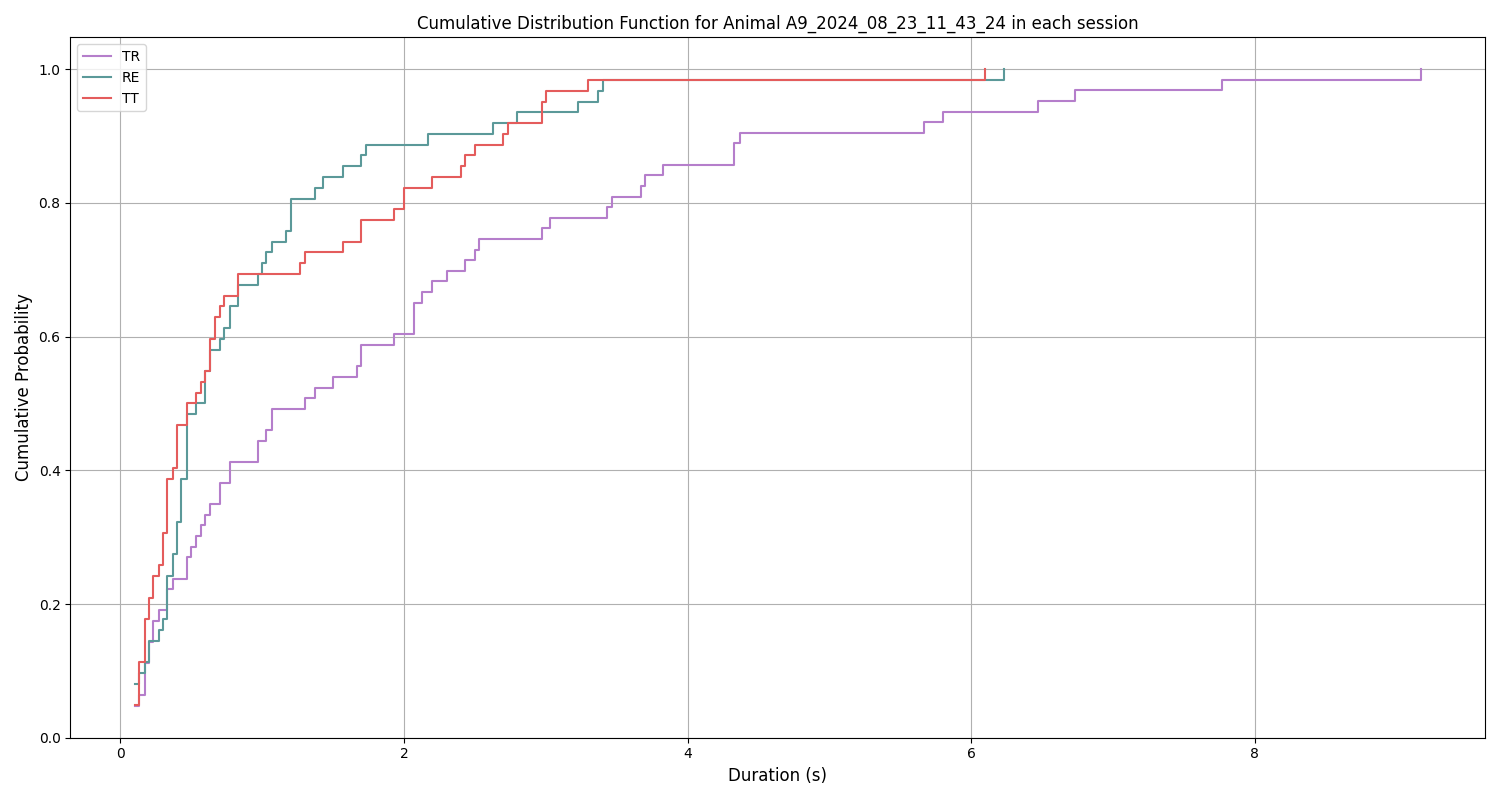 Cumulative Distribution Function for Animal A9_2024_08_23_11_43_24 in each session
TR
RE
TT
1.0
0.8
0.6
0.4
0.2
0.0
Cumulative Probability
0 2 4 6 8
Duration (s)